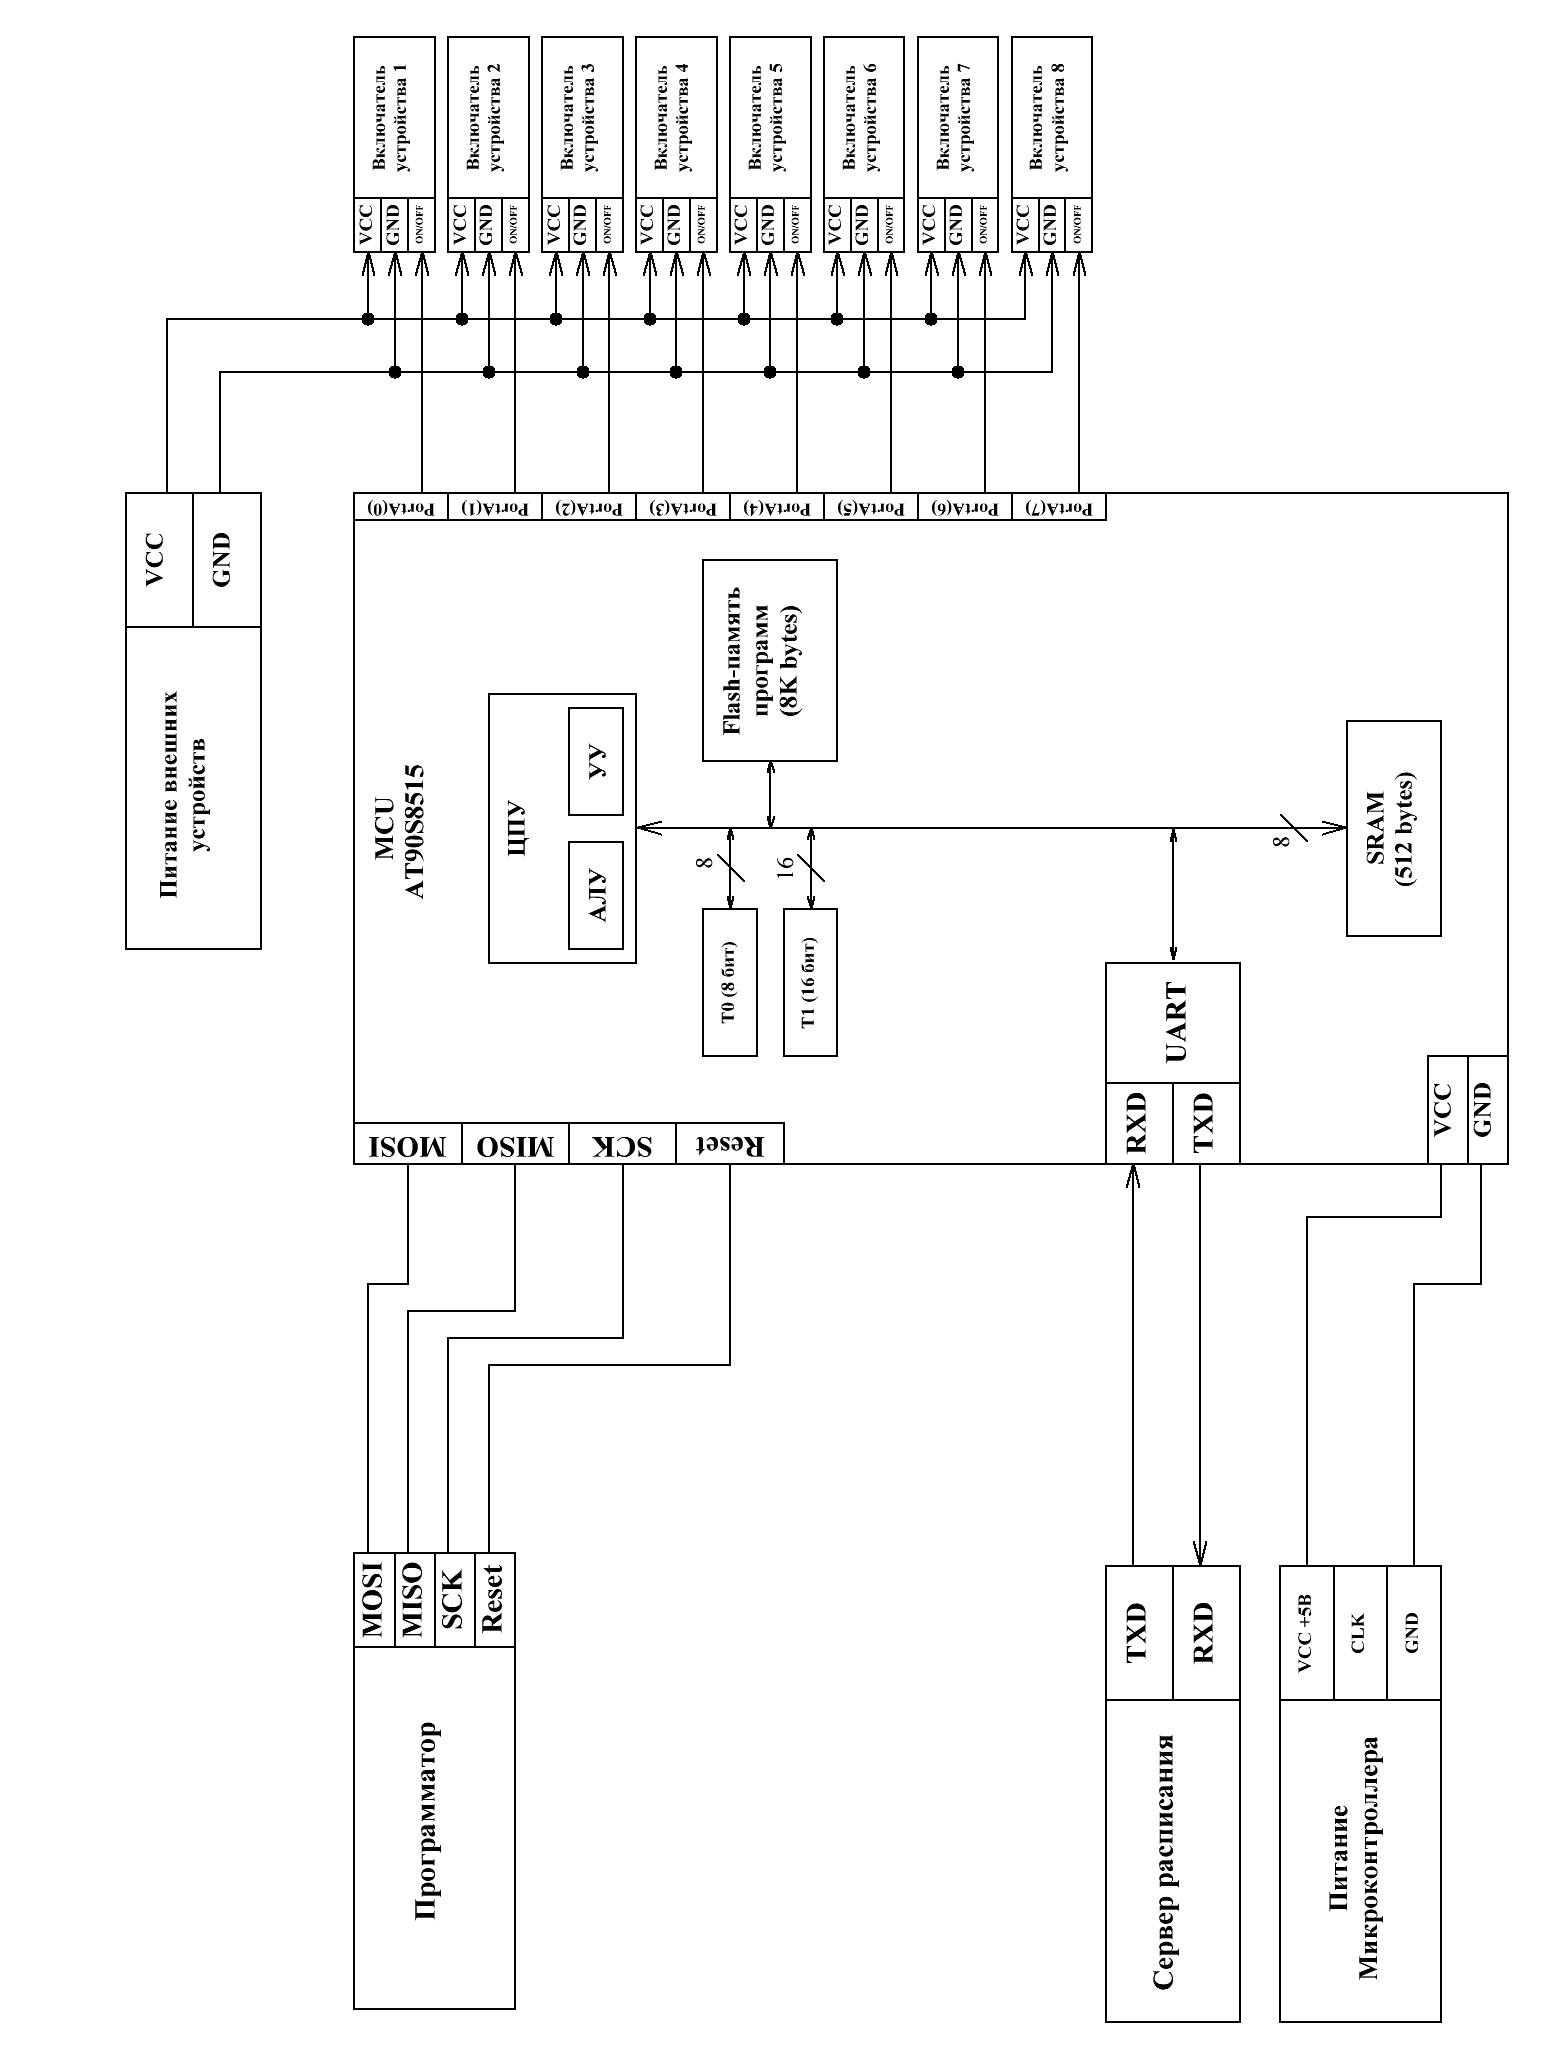 Включатель
устройства 1
VCC
GND
ON/OFF
Включатель
устройства 2
VCC
GND
ON/OFF
Включатель
устройства 3
VCC
GND
ON/OFF
Включатель
устройства 4
VCC
GND
ON/OFF
Включатель
устройства 5
VCC
GND
ON/OFF
Включатель
устройства 6
VCC
GND
ON/OFF
Включатель
устройства 7
VCC
GND
ON/OFF
Включатель
устройства 8
VCC
GND
ON/OFF
Питание внешних
устройств
VCC
GND
PortA(0)
PortA(1)
PortA(2)
PortA(3)
PortA(4)
PortA(5)
PortA(6)
PortA(7)
MCU
AT90S8515
ЦПУ
АЛУ
УУ
Flash-память
программ
(8K bytes)
8
16
8
T0 (8 бит)
T1 (16 бит)
SRAM
(512 bytes)
UART
RXD
TXD
VCC
GND
MOSI
MISO
SCK
Reset
Программатор
MOSI
MISO
SCK
Reset
Сервер расписания
TXD
RXD
Питание
Микроконтроллера
VCC +5В
CLK
GND